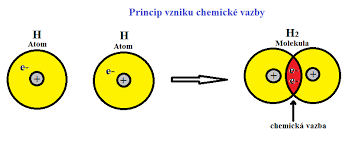 Princip vzniku chemické vazby
H
Atom
e-
+
H
Atom
e-
+
H2
Molekula
+
e-
e-
+
chemická vazba